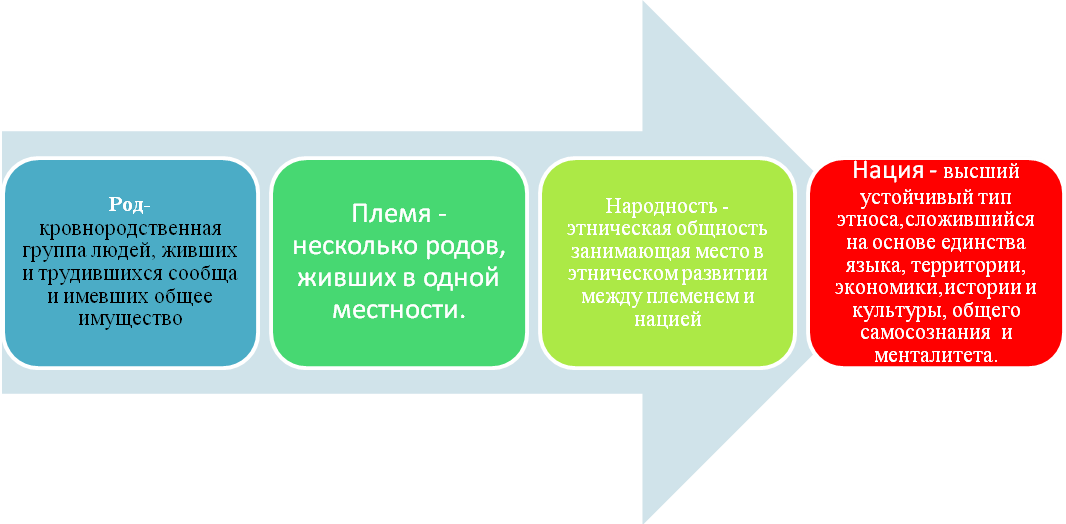 Род-
кровнородственная
группа людей, живших
и трудившихся сообща
и имевших общее
имущество
Племя -
несколько родов,
живших в одной
местности.
Народность -
этническая общность
занимающая место в
этническом развитии
между племенем и
нацией
Нация - высший
устойчивый тип
этноса,сложившийся
на основе единства
языка, территории,
экономики,истории и
культуры, общего
самосознания и
менталитета.